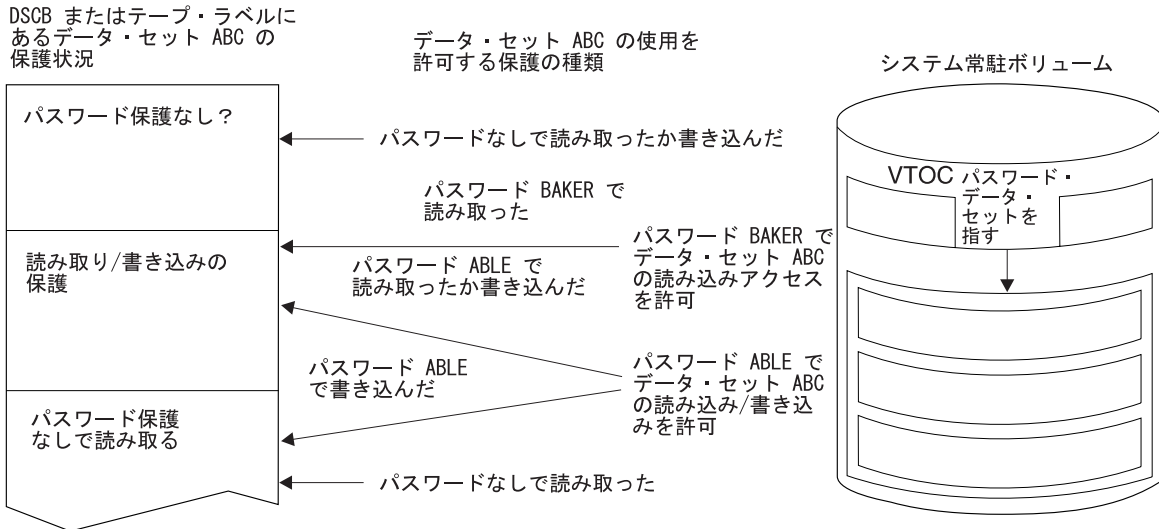 DSCB またはテープ・ラベルに
あるデータ・セット ABC の
保護状況
データ・セット ABC の使用を
許可する保護の種類
システム常駐ボリューム
パスワード保護なし？
パスワードなしで読み取ったか書き込んだ
VTOC パスワード・
データ・
セットを
指す
パスワード BAKER で
読み取った
読み取り/書き込みの
保護
パスワード BAKER で
データ・セット ABC
の読み込みアクセス
を許可
パスワード ABLE で
読み取ったか書き込んだ
パスワード ABLE
で書き込んだ
パスワード ABLE で
データ・セット ABC
の読み込み/書き込
みを許可
パスワード保護
なしで読み取る
パスワードなしで読み取った